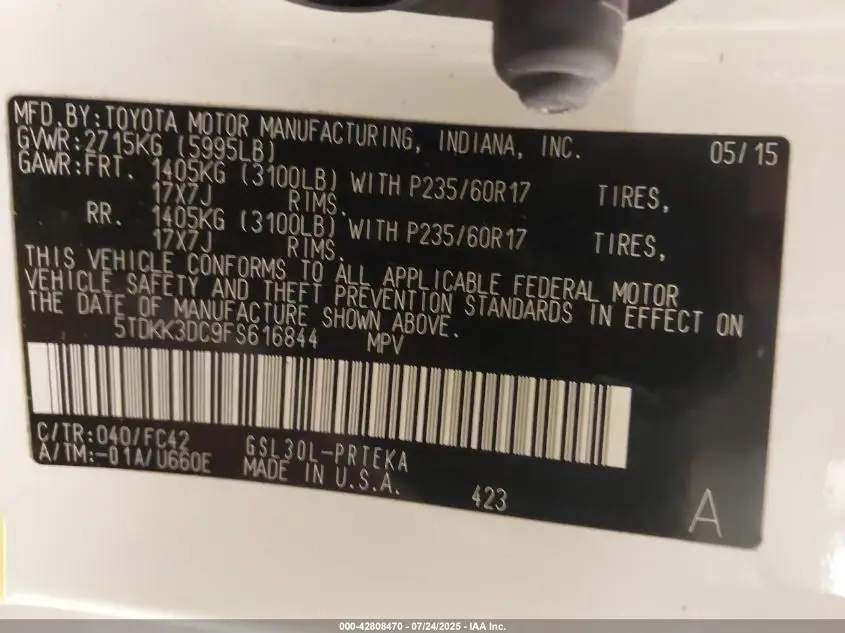 MFD.BY:TOYOTA MOTOR MANUFACTURING, INDIANA, INC. 05/15
GVWR:2715KG (5995LB)
GAWR:FRT. 1405KG (3100LB) WITH P235/60R17 TIRES,
17X7J RIMS.
RR. 1405KG (3100LB) WITH P235/60R17 TIRES,
17X7J RIMS.
THIS VEHICLE CONFORMS TO ALL APPLICABLE FEDERAL MOTOR
VEHICLE SAFETY AND THEFT PREVENTION STANDARDS IN EFFECT ON
THE DATE OF MANUFACTURE SHOWN ABOVE.
5TDKK3DC9FS616844 MPV
C/TR:040/FC42 GSL30L-PRTEKA
A/TM:-01A/U660E MADE IN U.S.A.
423 A
000-42808470 - 07/24/2025 - IAA Inc.